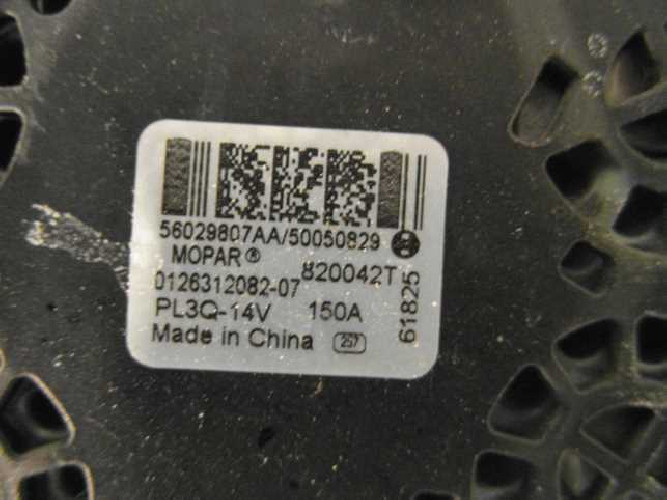 56029807AA/50050829
MOPAR®
820042T
0126312082-07
PL3Q-14V 150A
Made in China
257
61825